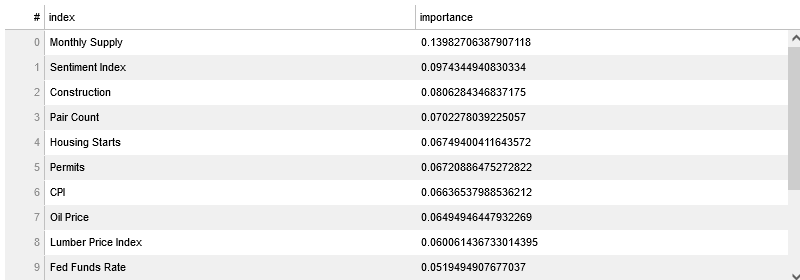 # index importance
0 Monthly Supply 0.13982706387907118
1 Sentiment Index 0.0974344940830334
2 Construction 0.0806284346837175
3 Pair Count 0.0702278039225057
4 Housing Starts 0.06749400411643572
5 Permits 0.06720886475272822
6 CPI 0.06636537988536212
7 Oil Price 0.06494946447932269
8 Lumber Price Index 0.060061436733014395
9 Fed Funds Rate 0.0519494907677037